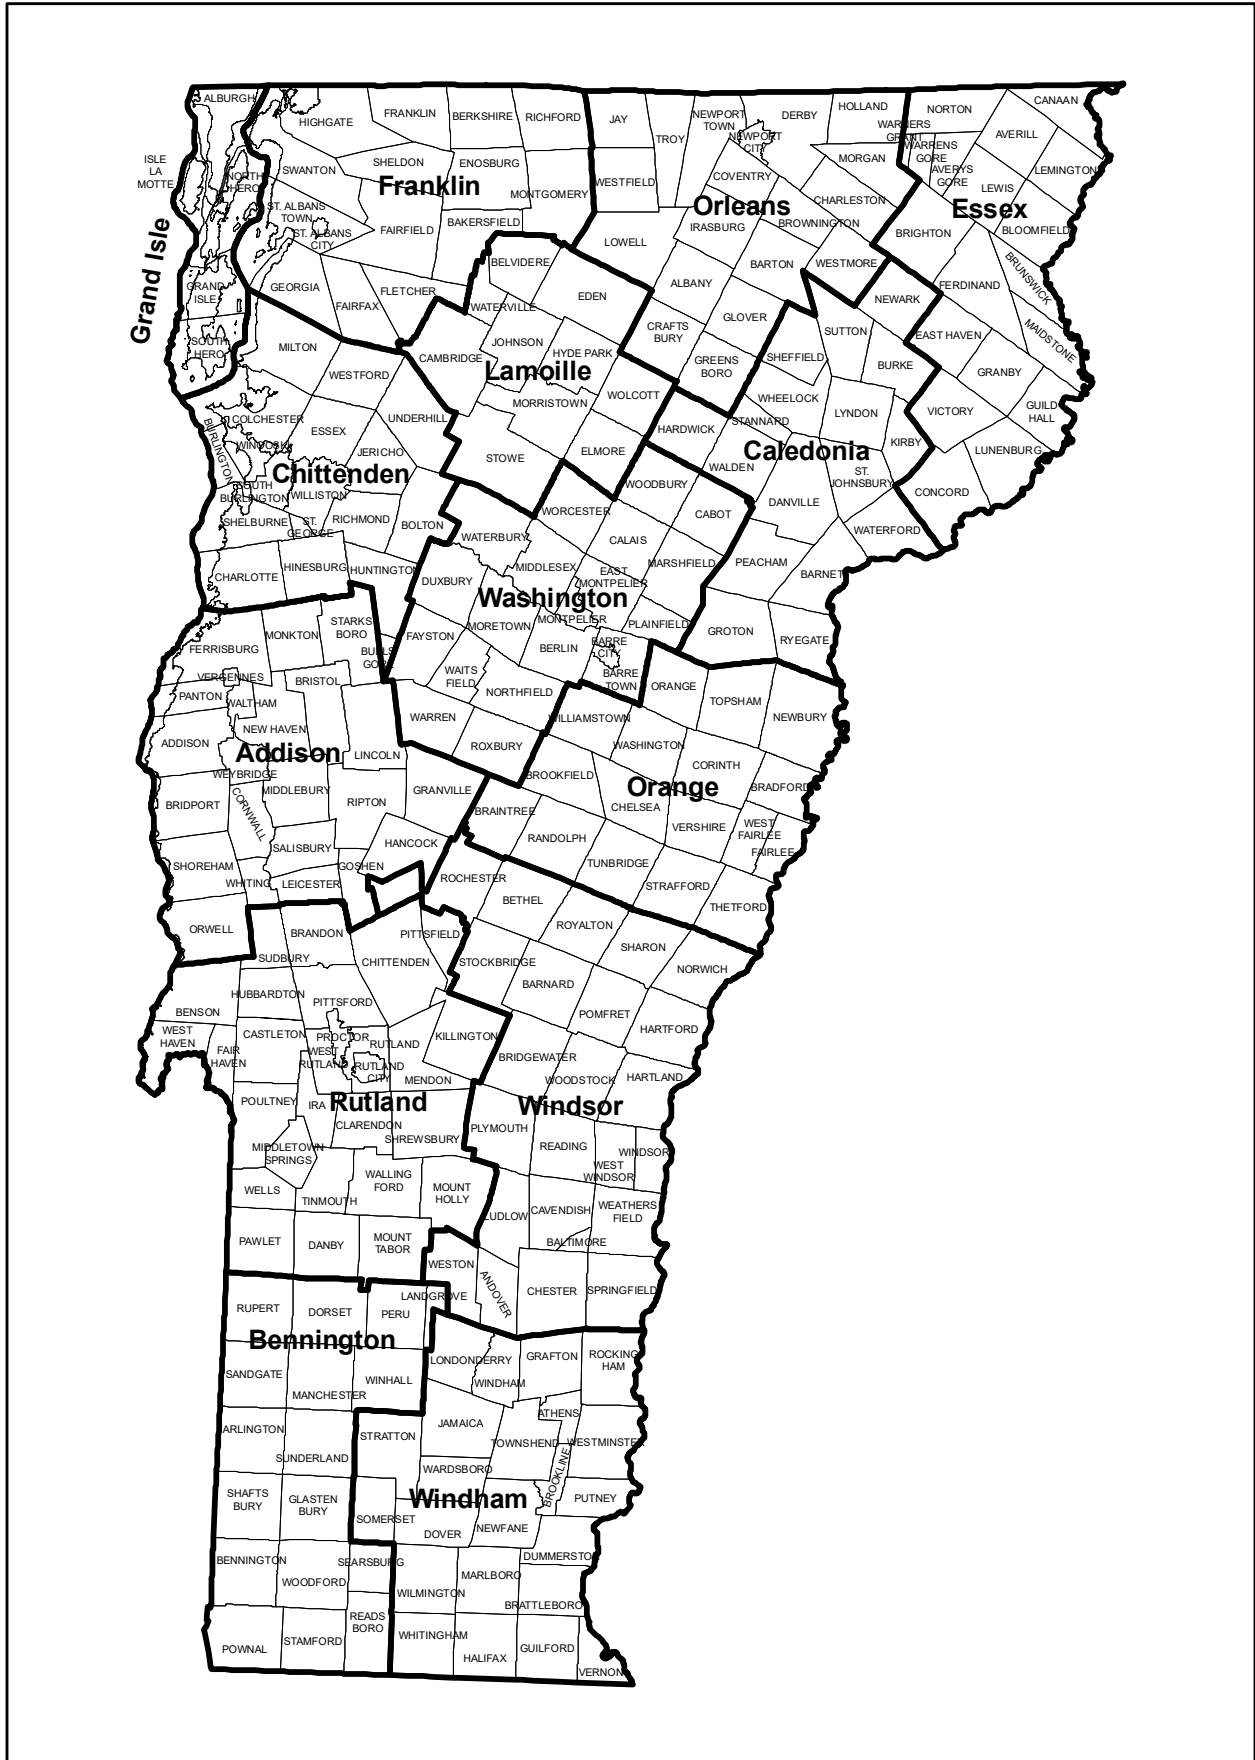 ALBURGH
HIGHGATE
FRANKLIN
BERKSHIRE
RICHFORD
JAY
TROY
NEWPORT
TOWN
NEWPORT
CITY
DERBY
HOLLAND
NORTON
CANAAN
WARNERS
GRANT
WARRENS
GORE
AVERYS
GORE
AVERILL
LEMINGTON
LEWIS
BLOOMFIELD
MORGAN
ISLE
LA
MOTTE
NORTH
HERO
SWANTON
SHELDON
ENOSBURG
MONTGOMERY
WESTFIELD
COVENTRY
CHARLESTON
Franklin
Orleans
Essex
ST. ALBANS
TOWN
ST. ALBANS
CITY
FAIRFIELD
BAKERSFIELD
LOWELL
IRASBURG
BROWNINGTON
BRIGHTON
BRUNSWICK
Grand Isle
GRAND
ISLE
GEORGIA
FAIRFAX
FLETCHER
BELVIDERE
WATERVILLE
EDEN
ALBANY
BARTON
WESTMORE
NEWARK
FERDINAND
MAIDSTONE
SOUTH
HERO
MILTON
WESTFORD
CAMBRIDGE
JOHNSON
HYDE PARK
CRAFTS
BURY
GLOVER
GREENS
BORO
SHEFFIELD
SUTTON
BURKE
EAST HAVEN
GRANBY
GUILD
HALL
Lamoille
COLCHESTER
BURLINGTON
WINOOSKI
ESSEX
UNDERHILL
JERICHO
MORRISTOWN
WOLCOTT
STOWE
ELMORE
HARDWICK
STANNARD
WHEELOCK
LYNDON
KIRBY
VICTORY
LUNENBURG
CONCORD
Chittenden
Caledonia
SOUTH
BURLINGTON
WILLISTON
SHELBURNE
ST.
GEORGE
RICHMOND
BOLTON
WATERBURY
WORCESTER
WOODBURY
CABOT
WALDEN
DANVILLE
ST.
JOHNSBURY
WATERFORD
CHARLOTTE
HINESBURG
HUNTINGTON
DUXBURY
MIDDLESEX
CALAIS
EAST
MONTPELIER
MARSHFIELD
PEACHAM
BARNET
Washington
FERRISBURG
MONKTON
STARKS
BORO
BUELS
GORE
FAYSTON
MORETOWN
MONTPELIER
BERLIN
BARRE
CITY
BARRE
TOWN
PLAINFIELD
GROTON
RYEGATE
VERGENNES
PANTON
WALTHAM
BRISTOL
WAITS
FIELD
NORTHFIELD
ORANGE
TOPSHAM
NEWBURY
ADDISON
NEW HAVEN
LINCOLN
WARREN
ROXBURY
WILLIAMSTOWN
WASHINGTON
CORINTH
Addison
Orange
WEYBRIDGE
BRIDPORT
CORNWALL
MIDDLEBURY
RIPTON
GRANVILLE
BROOKFIELD
CHELSEA
BRADFORD
BRAINTREE
RANDOLPH
VERSHIRE
WEST
FAIRLEE
FAIRLEE
SHOREHAM
SALISBURY
HANCOCK
WHITING
LEICESTER
GOSHEN
ROCHESTER
TUNBRIDGE
STRAFFORD
THETFORD
ORWELL
SUDBURY
BRANDON
PITTSFIELD
CHITTENDEN
BETHEL
ROYALTON
SHARON
NORWICH
STOCKBRIDGE
BARNARD
POMFRET
HARTFORD
BENSON
HUBBARDTON
PITTSFORD
WEST
HAVEN
FAIR
HAVEN
CASTLETON
PROCTOR
WEST
RUTLAND
RUTLAND
RUTLAND
CITY
MENDON
KILLINGTON
BRIDGEWATER
WOODSTOCK
HARTLAND
Rutland
Windsor
POULTNEY
IRA
CLARENDON
SHREWSBURY
PLYMOUTH
READING
WEST
WINDSOR
WINDSOR
MIDDLETOWN
SPRINGS
WELLS
TINMOUTH
WALLING
FORD
MOUNT
HOLLY
LUDLOW
CAVENDISH
WEATHERS
FIELD
BALTIMORE
PAWLET
DANBY
MOUNT
TABOR
WESTON
ANDOVER
CHESTER
SPRINGFIELD
RUPERT
DORSET
PERU
LANDGROVE
Bennington
SANDGATE
MANCHESTER
WINHALL
LONDONDERRY
WINDHAM
GRAFTON
ROCKING
HAM
ARLINGTON
SUNDERLAND
STRATTON
JAMAICA
ATHENS
TOWNSHEND
WESTMINSTER
WARDSBORO
BROOKLINE
PUTNEY
Windham
SHAFTS
BURY
GLASTEN
BURY
SOMERSET
DOVER
NEWFANE
DUMMERSTON
BENNINGTON
WOODFORD
SEARSBURG
WILMINGTON
MARLBORO
BRATTLEBORO
READS
BORO
POWNAL
STAMFORD
WHITINGHAM
HALIFAX
GUILFORD
VERNON